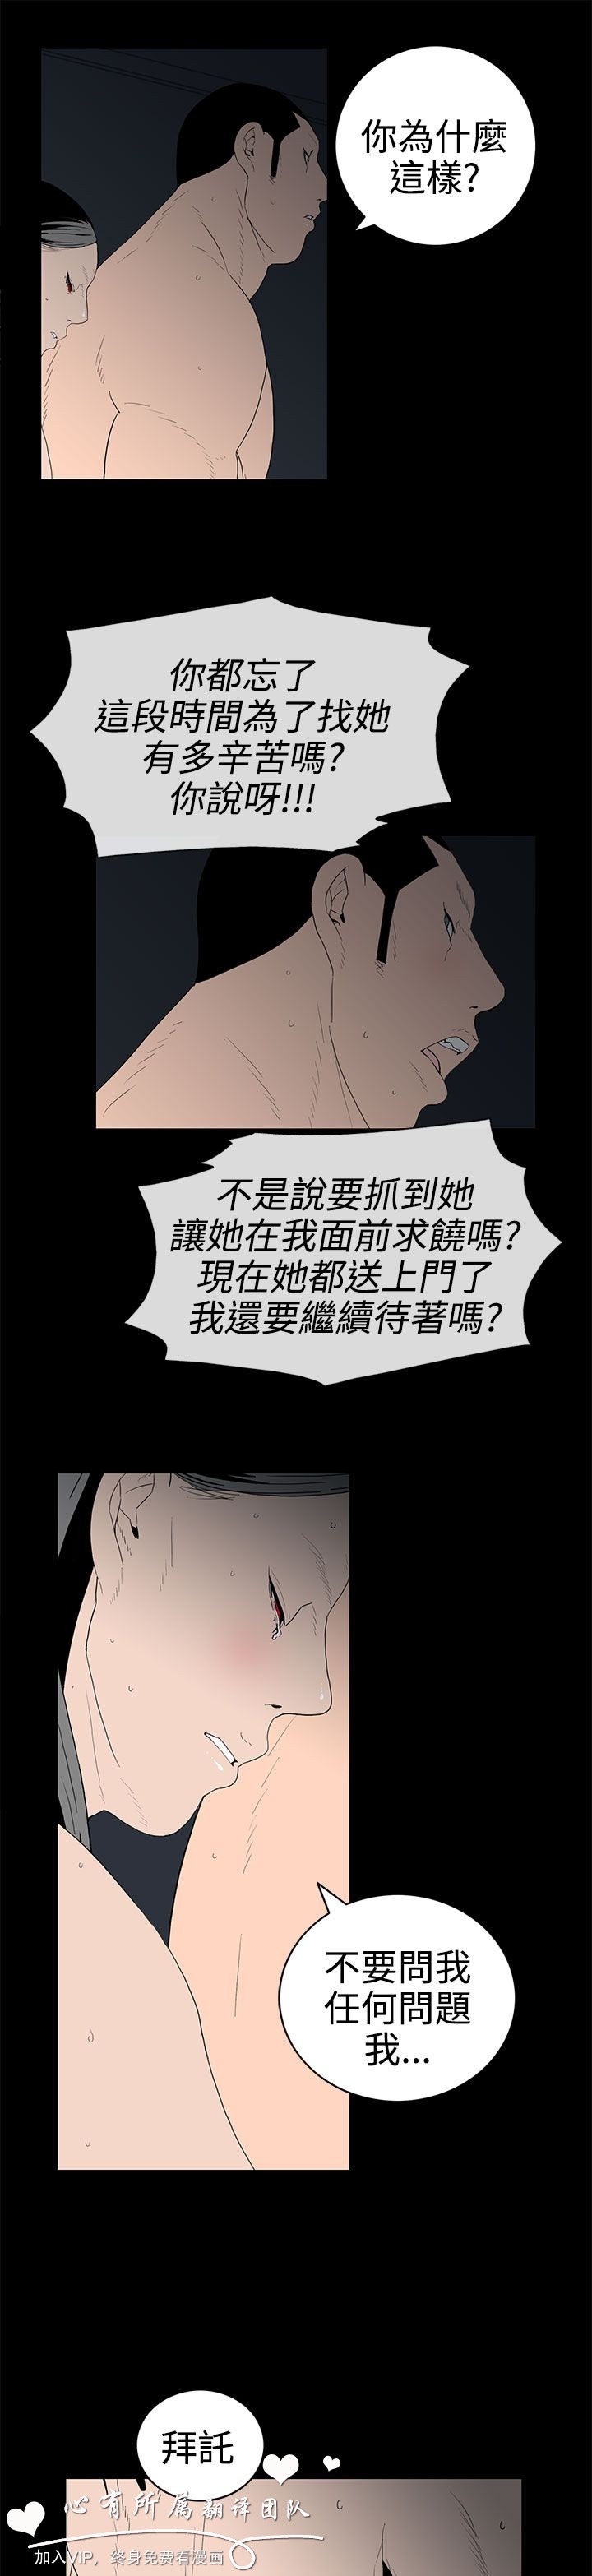 你為什麼
這樣?
你都忘了
這段時間為了找她
有多辛苦嗎?
你說呀!!!
不是說要抓到她
讓她在我面前求饒嗎?
現在她都送上門了
我還要繼續待著嗎?
不要問我
任何問題
我...
拜託
心有所属翻译团队
加入VIP，终身免费看漫画